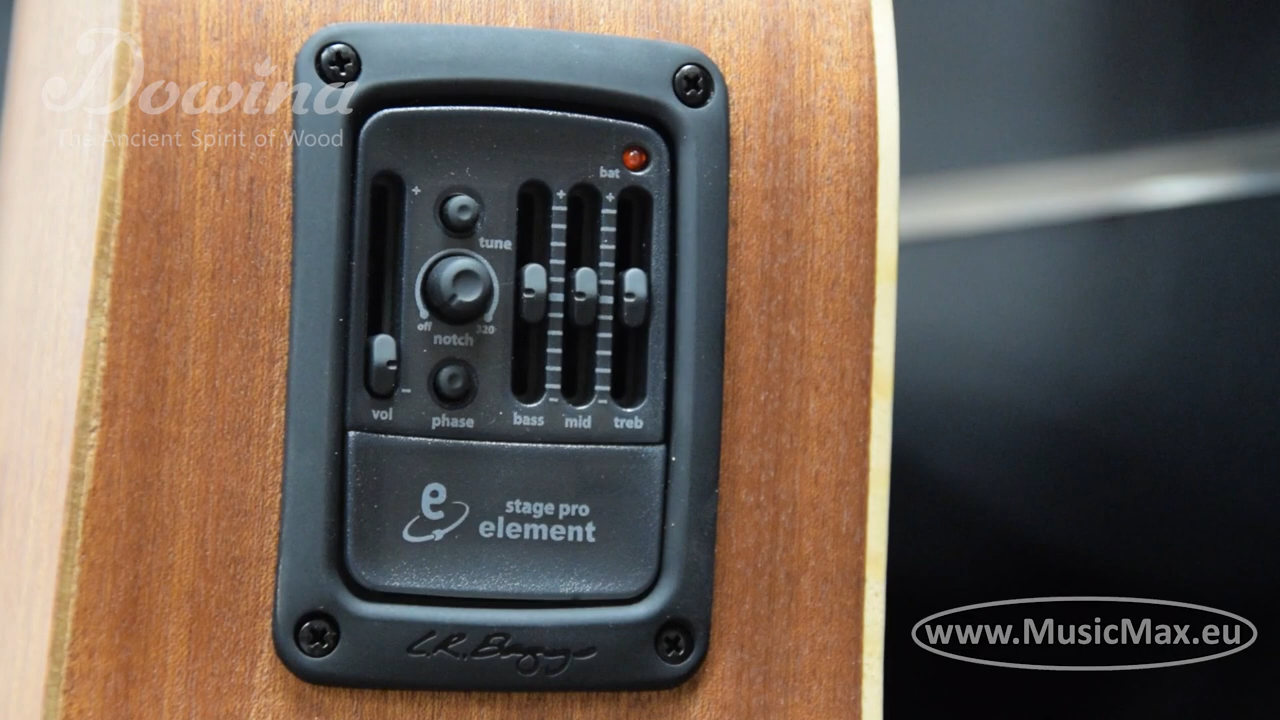 Dowina
The Ancient Spirit of Wood
bat
+
+
+
tune
off
320
notch
-
-
-
vol
phase
bass
mid
treb
e
stage pro
element
L.R. Baggs
www.MusicMax.eu